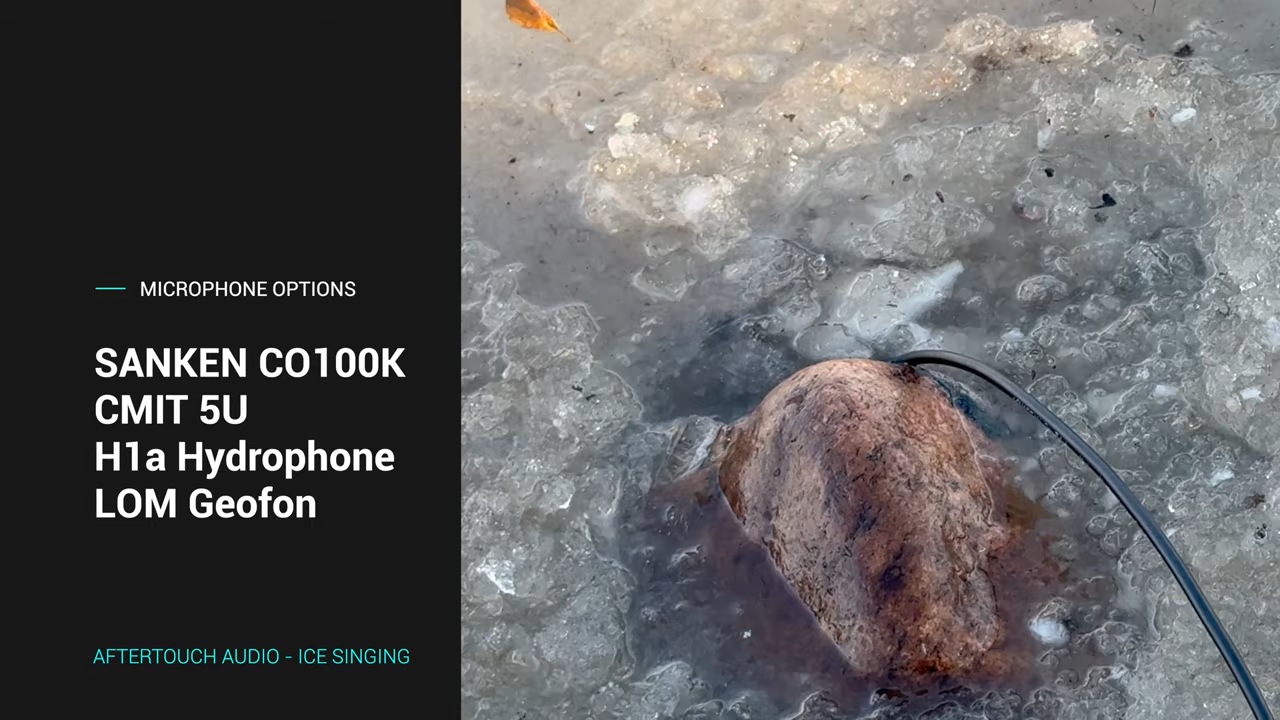 MICROPHONE OPTIONS
SANKEN CO100K
CMIT 5U
H1a Hydrophone
LOM Geofon
AFTERTOUCH AUDIO - ICE SINGING